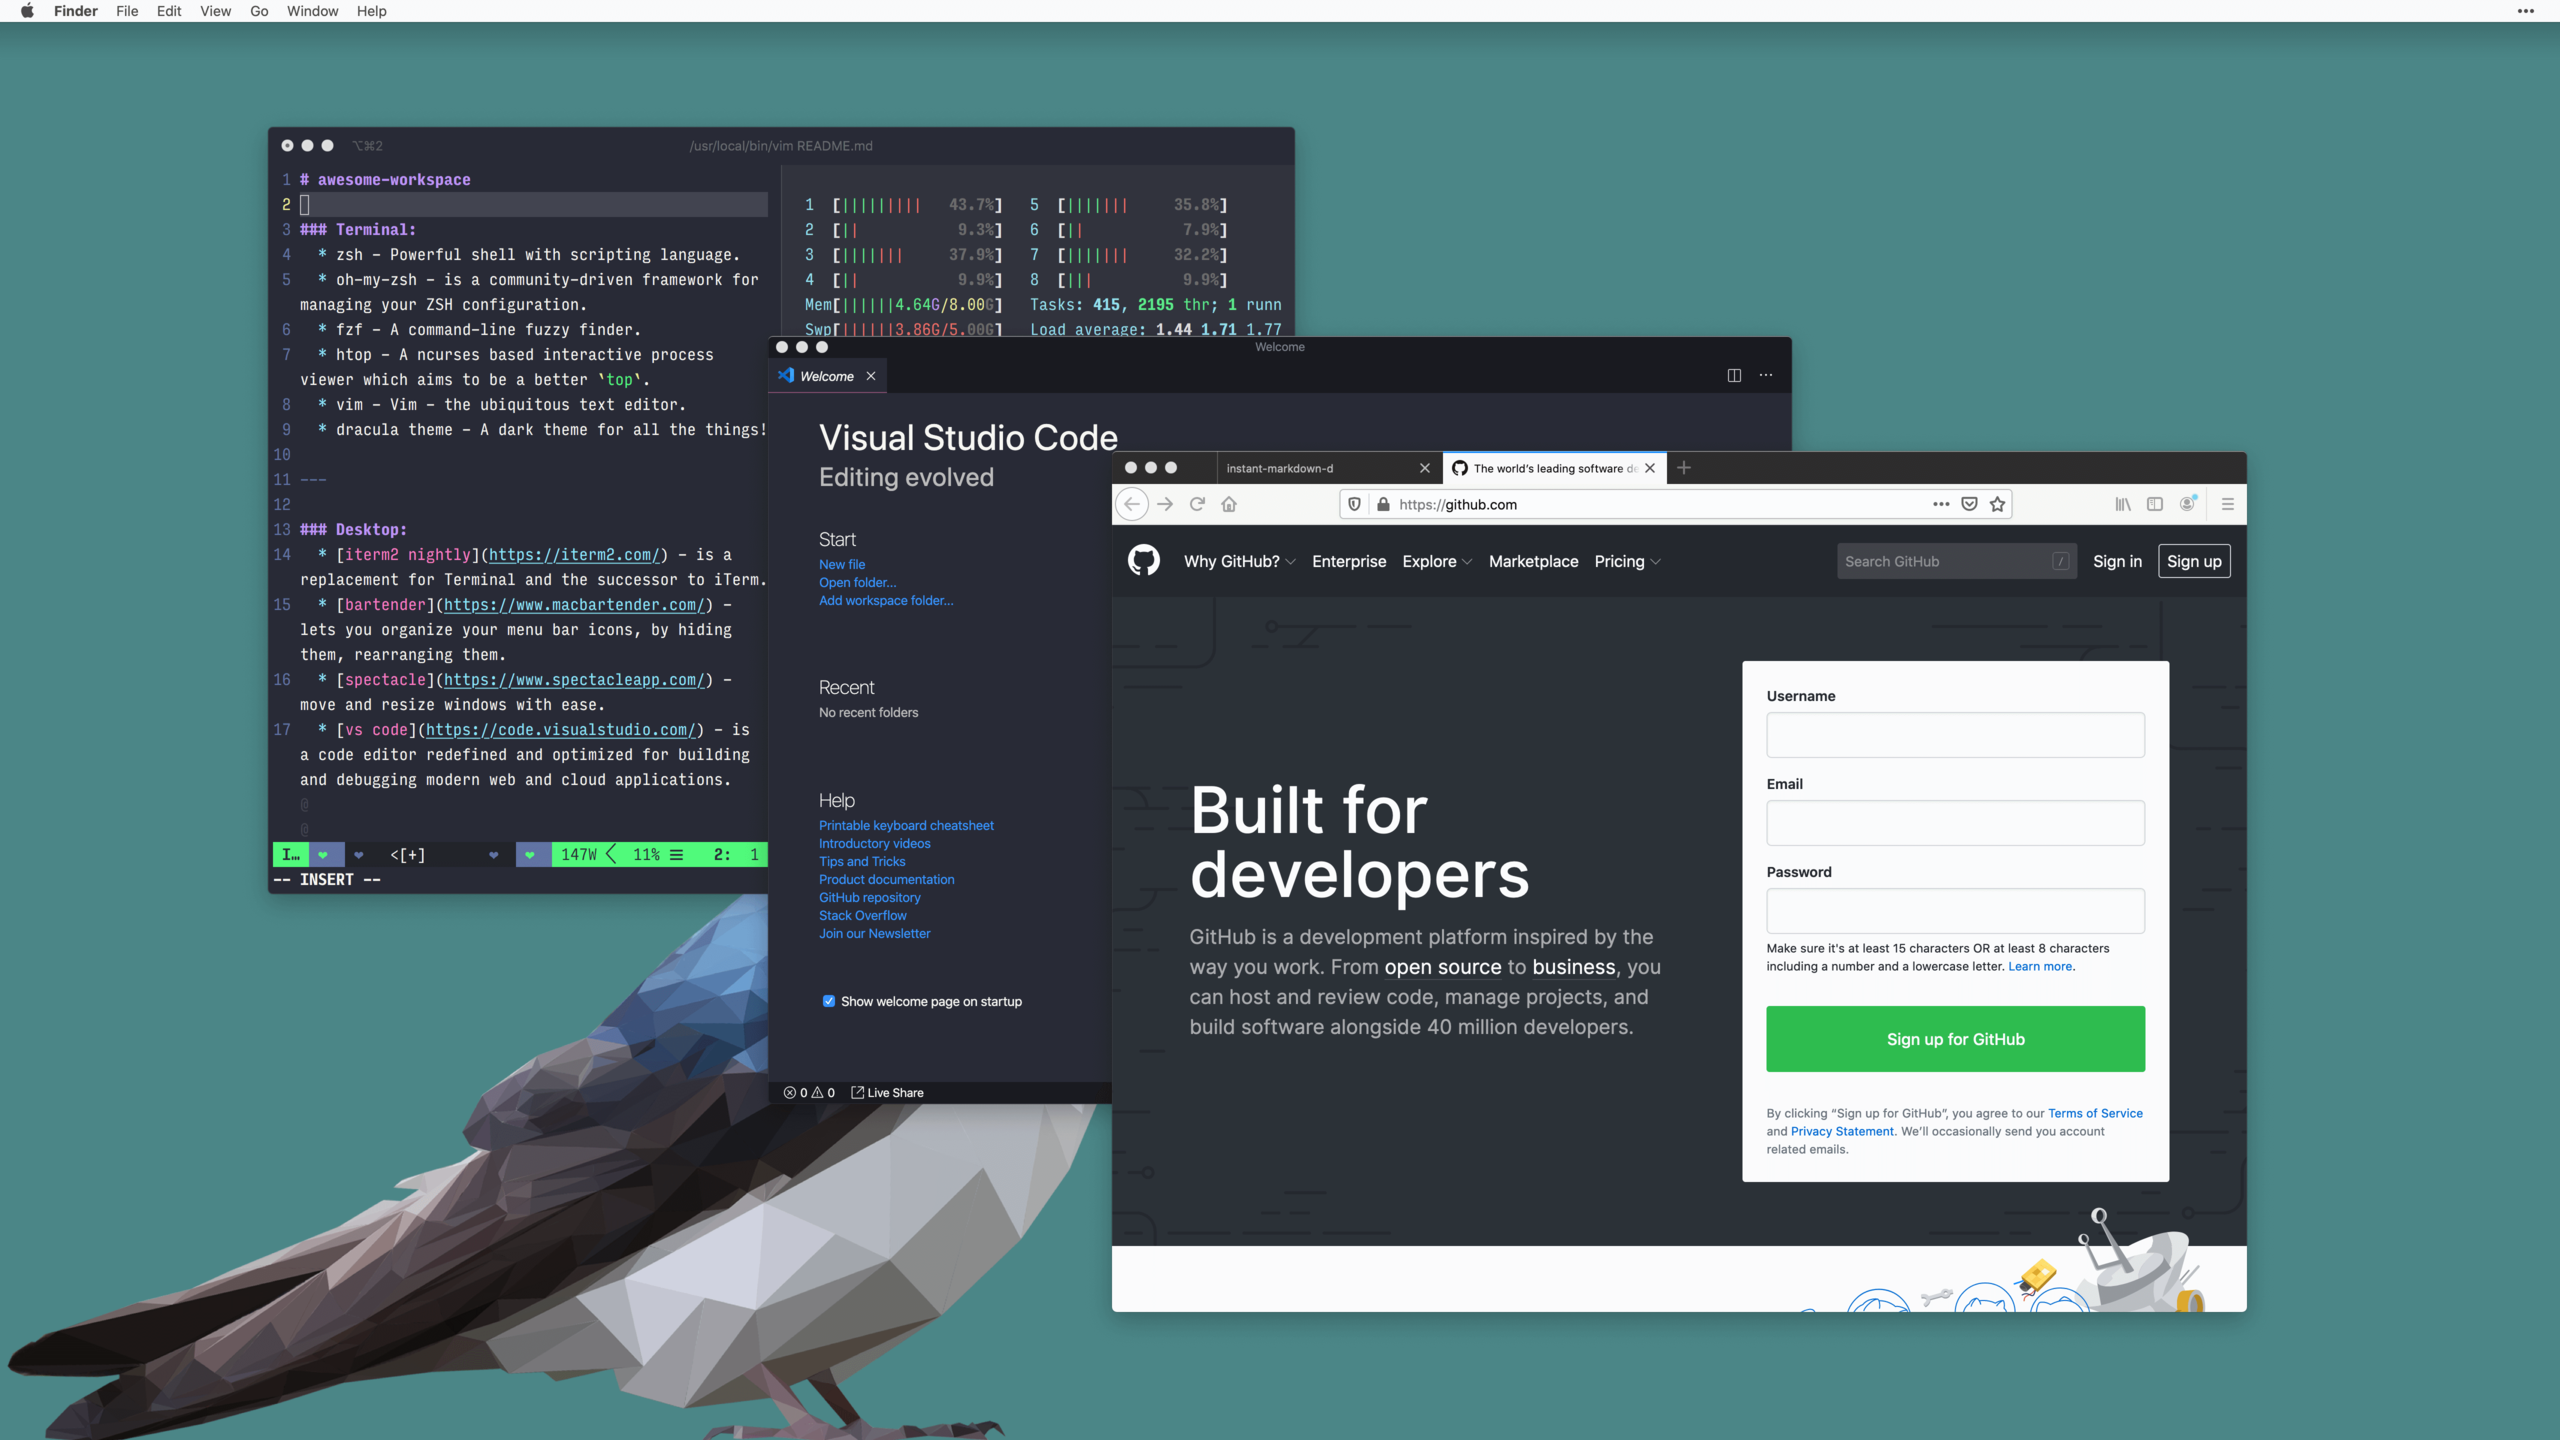 Finder File Edit View Go Window Help
⌥⌘2 /usr/local/bin/vim README.md
1 # awesome-workspace
2
3 ### Terminal:
4 * zsh - Powerful shell with scripting language.
5 * oh-my-zsh - is a community-driven framework for
managing your ZSH configuration.
6 * fzf - A command-line fuzzy finder.
7 * htop - A ncurses based interactive process
viewer which aims to be a better `top`.
8 * vim - Vim - the ubiquitous text editor.
9 * dracula theme - A dark theme for all the things!
10
11 ---
12
13 ### Desktop:
14 * [iterm2 nightly](https://iterm2.com/) - is a
replacement for Terminal and the successor to iTerm.
15 * [bartender](https://www.macbartender.com/) -
lets you organize your menu bar icons, by hiding
them, rearranging them.
16 * [spectacle](https://www.spectacleapp.com/) -
move and resize windows with ease.
17 * [vs code](https://code.visualstudio.com/) - is
a code editor redefined and optimized for building
and debugging modern web and cloud applications.
@
@
I… ❤ ❤ <[+] ❤ ❤ 147W 11% ☰ 2: 1
-- INSERT --
1 [||||||||| 43.7%] 5 [||||||| 35.8%]
2 [|| 9.3%] 6 [|| 7.9%]
3 [||||||| 37.9%] 7 [||||||| 32.2%]
4 [|| 9.9%] 8 [||| 9.9%]
Mem[||||||4.64G/8.00G] Tasks: 415, 2195 thr; 1 runn
Swp[||||||3.86G/5.00G] Load average: 1.44 1.71 1.77
Welcome
Welcome
Visual Studio Code
Editing evolved
Start
New file
Open folder...
Add workspace folder...
Recent
No recent folders
Help
Printable keyboard cheatsheet
Introductory videos
Tips and Tricks
Product documentation
GitHub repository
Stack Overflow
Join our Newsletter
Show welcome page on startup
0 0 Live Share
instant-markdown-d The world's leading software de
https://github.com
Why GitHub? Enterprise Explore Marketplace Pricing Search GitHub / Sign in Sign up
Built for
developers
GitHub is a development platform inspired by the
way you work. From open source to business, you
can host and review code, manage projects, and
build software alongside 40 million developers.
Username
Email
Password
Make sure it's at least 15 characters OR at least 8 characters
including a number and a lowercase letter. Learn more.
Sign up for GitHub
By clicking “Sign up for GitHub”, you agree to our Terms of Service
and Privacy Statement. We’ll occasionally send you account
related emails.